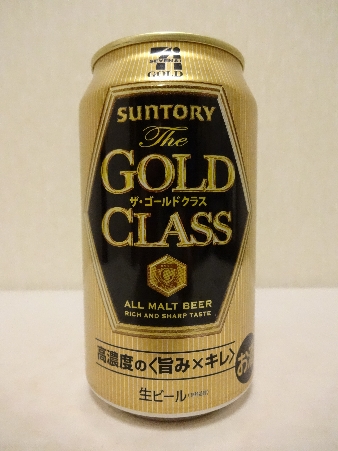 SEVEN&i
GOLD
SUNTORY
The
GOLD
ザ・ゴールドクラス
CLASS
ALL MALT BEER
RICH AND SHARP TASTE
高濃度の〈旨み×キレ〉
お
生ビール